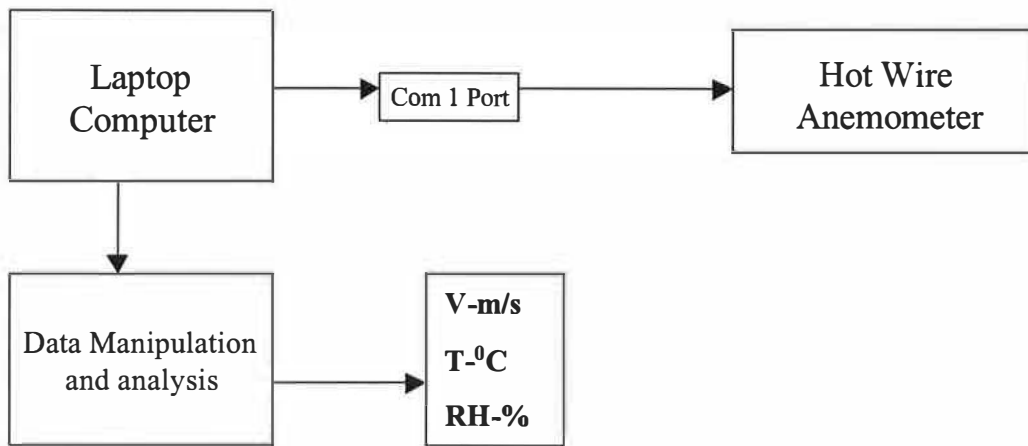 Laptop
Computer
Com 1 Port
Hot Wire
Anemometer
Data Manipulation
and analysis
V-m/s
T-⁰C
RH-%